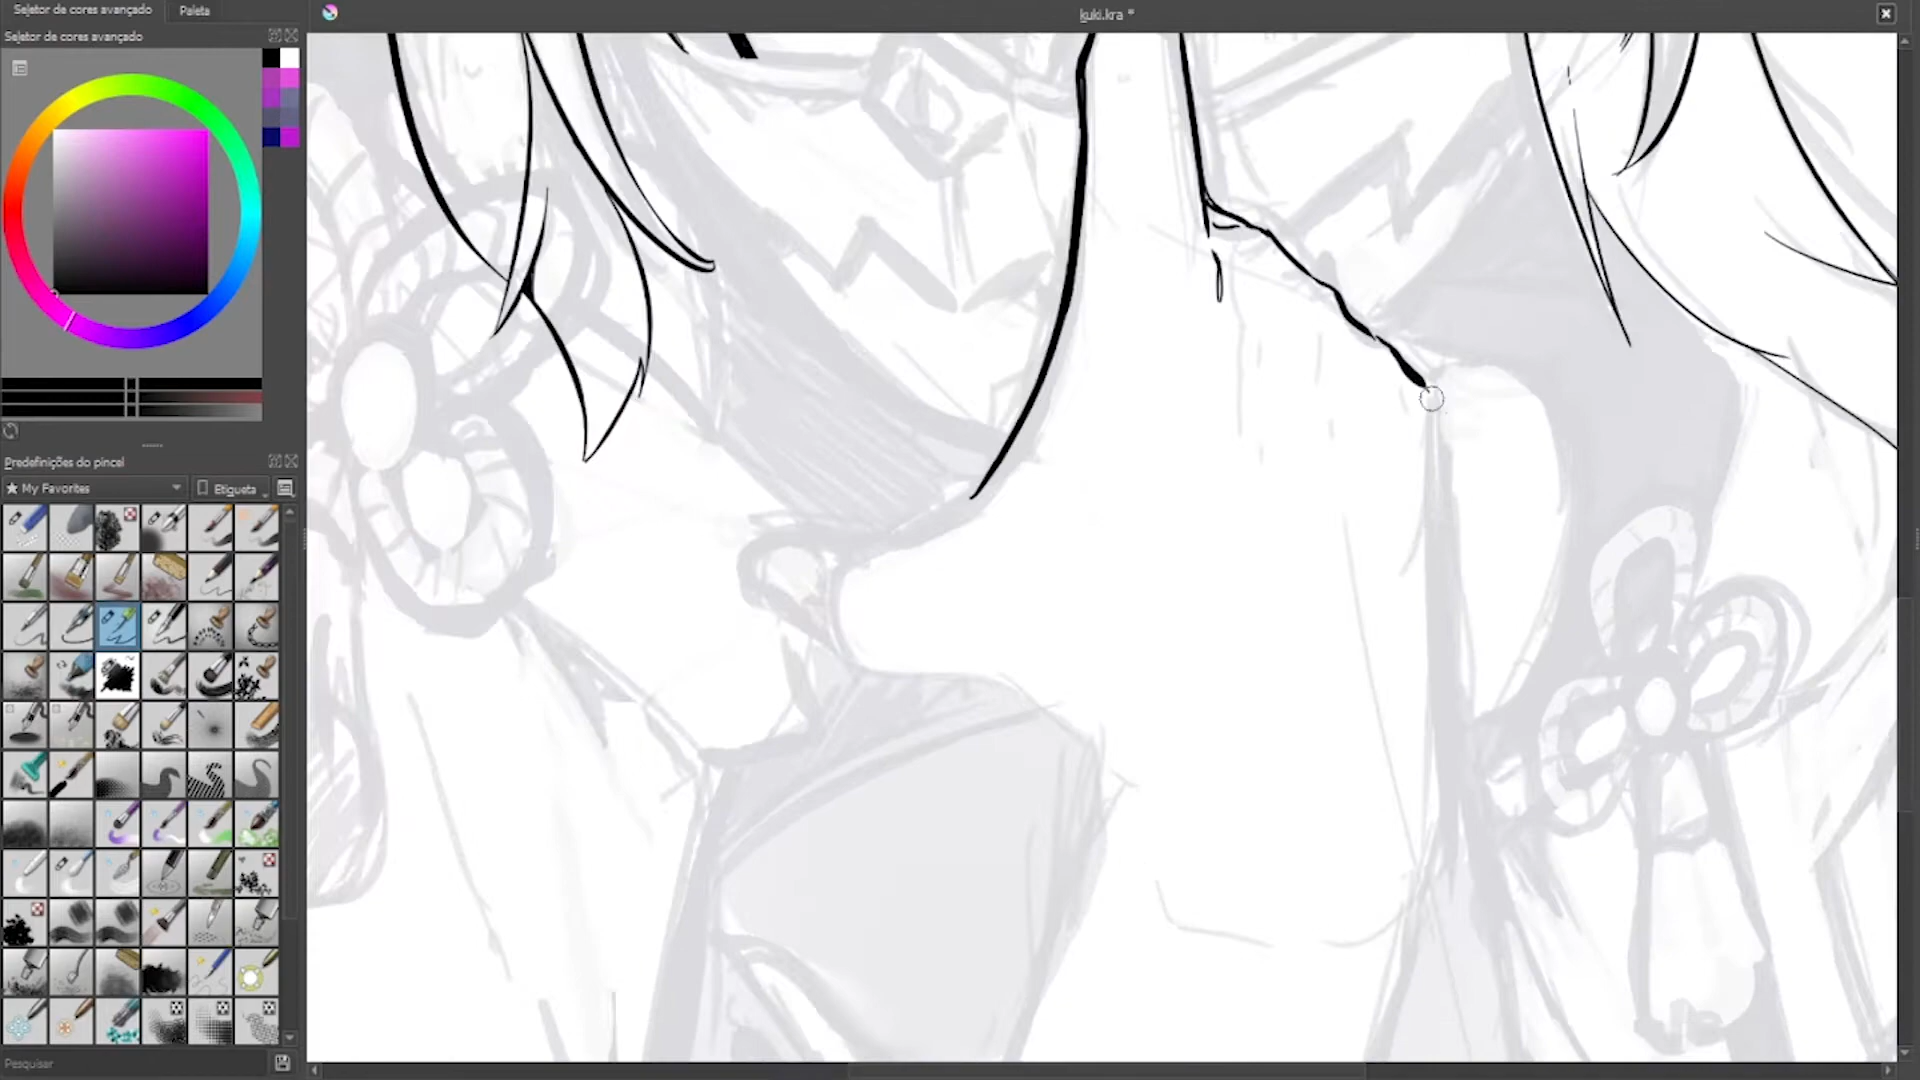 Seletor de cores avançado
Paleta
kuki.kra *
Seletor de cores avançado
Predefinições do pincel
★ My Favorites
Etiqueta
Pesquisar